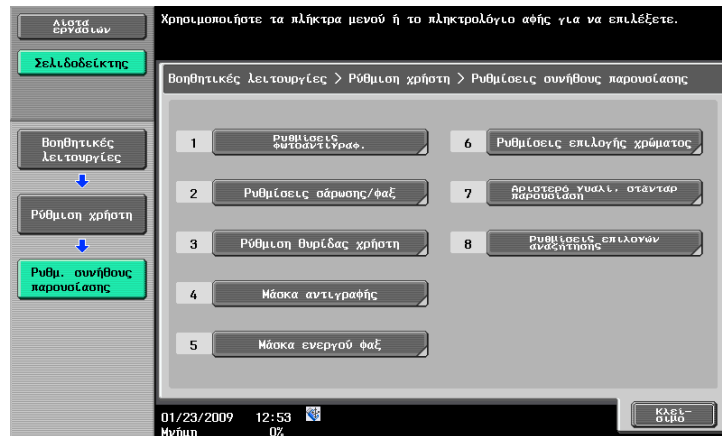 Λίστα
εργασιών
Χρησιμοποιήστε τα πλήκτρα μενού ή το πληκτρολόγιο αφής για να επιλέξετε.
Σελιδοδείκτης
Βοηθητικές λειτουργίες > Ρύθμιση χρήστη > Ρυθμίσεις συνήθους παρουσίασης
Βοηθητικές
λειτουργίες
Ρύθμιση χρήστη
Ρυθμ. συνήθους
παρουσίασης
1 Ρυθμίσεις
φωτοαντιγραφ.
2 Ρυθμίσεις σάρωσης/φαξ
3 Ρύθμιση θυρίδας χρήστη
4 Μάσκα αντιγραφής
5 Μάσκα ενεργού φαξ
6 Ρυθμίσεις επιλογής χρώματος
7 Αριστερό γυαλί, στάνταρ
παρουσίαση
8 Ρυθμίσεις επιλογών
αναζήτησης
01/23/2009 12:53
Μνήμη 0%
Κλεί-
σιμο